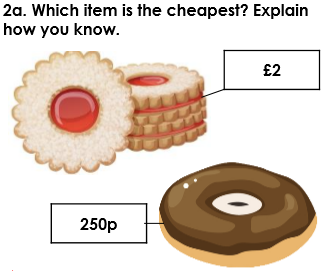 2a. Which item is the cheapest? Explain
how you know.
£2
250p